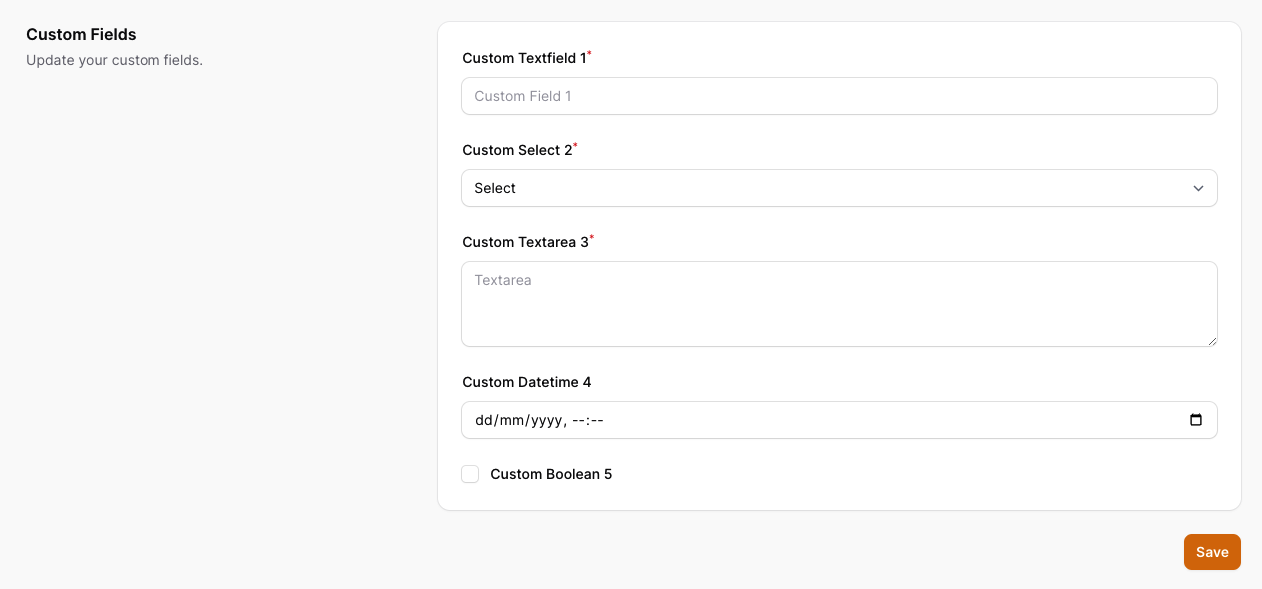 Custom Fields
Update your custom fields.
Custom Textfield 1*
Custom Field 1
Custom Select 2*
Select
Custom Textarea 3*
Textarea
Custom Datetime 4
dd/mm/yyyy, --:--
Custom Boolean 5
Save